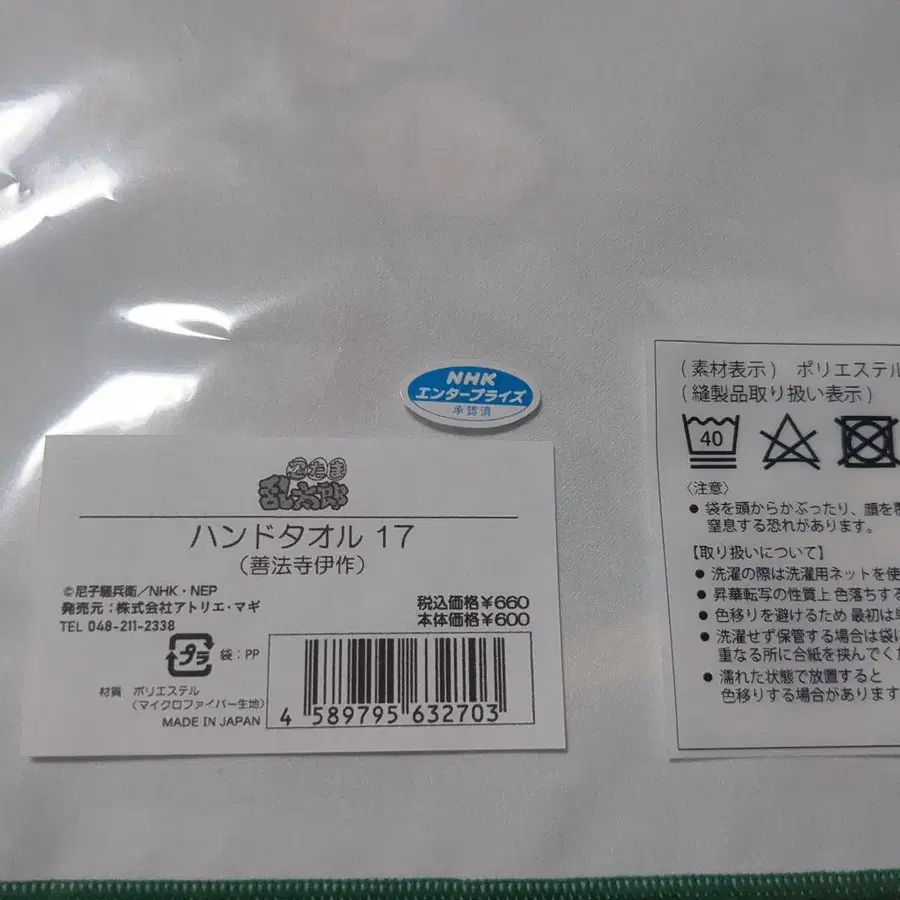 NHK
エンタープライズ
承認済
忍たま
乱太郎
ハンドタオル 17
(善法寺伊作)
©尼子騒兵衛/NHK・NEP
発売元:株式会社アトリエ・マギ
TEL 048-211-2338
税込価格¥660
本体価格¥600
プラ 袋:PP
材質 ポリエステル
(マイクロファイバー生地)
MADE IN JAPAN
4 589795 632703
(素材表示) ポリエステル
(縫製品取り扱い表示)
40
〈注意〉
● 袋を頭からかぶったり、顔を覆
窒息する恐れがあります。
【取り扱いについて】
● 洗濯の際は洗濯用ネットを使
● 昇華転写の性質上 色落ちする
● 色移りを避けるため 最初は単
● 洗濯せず保管する場合は袋に
重なる所に合紙を挟んでくだ
● 濡れた状態で放置すると
色移りする場合があります